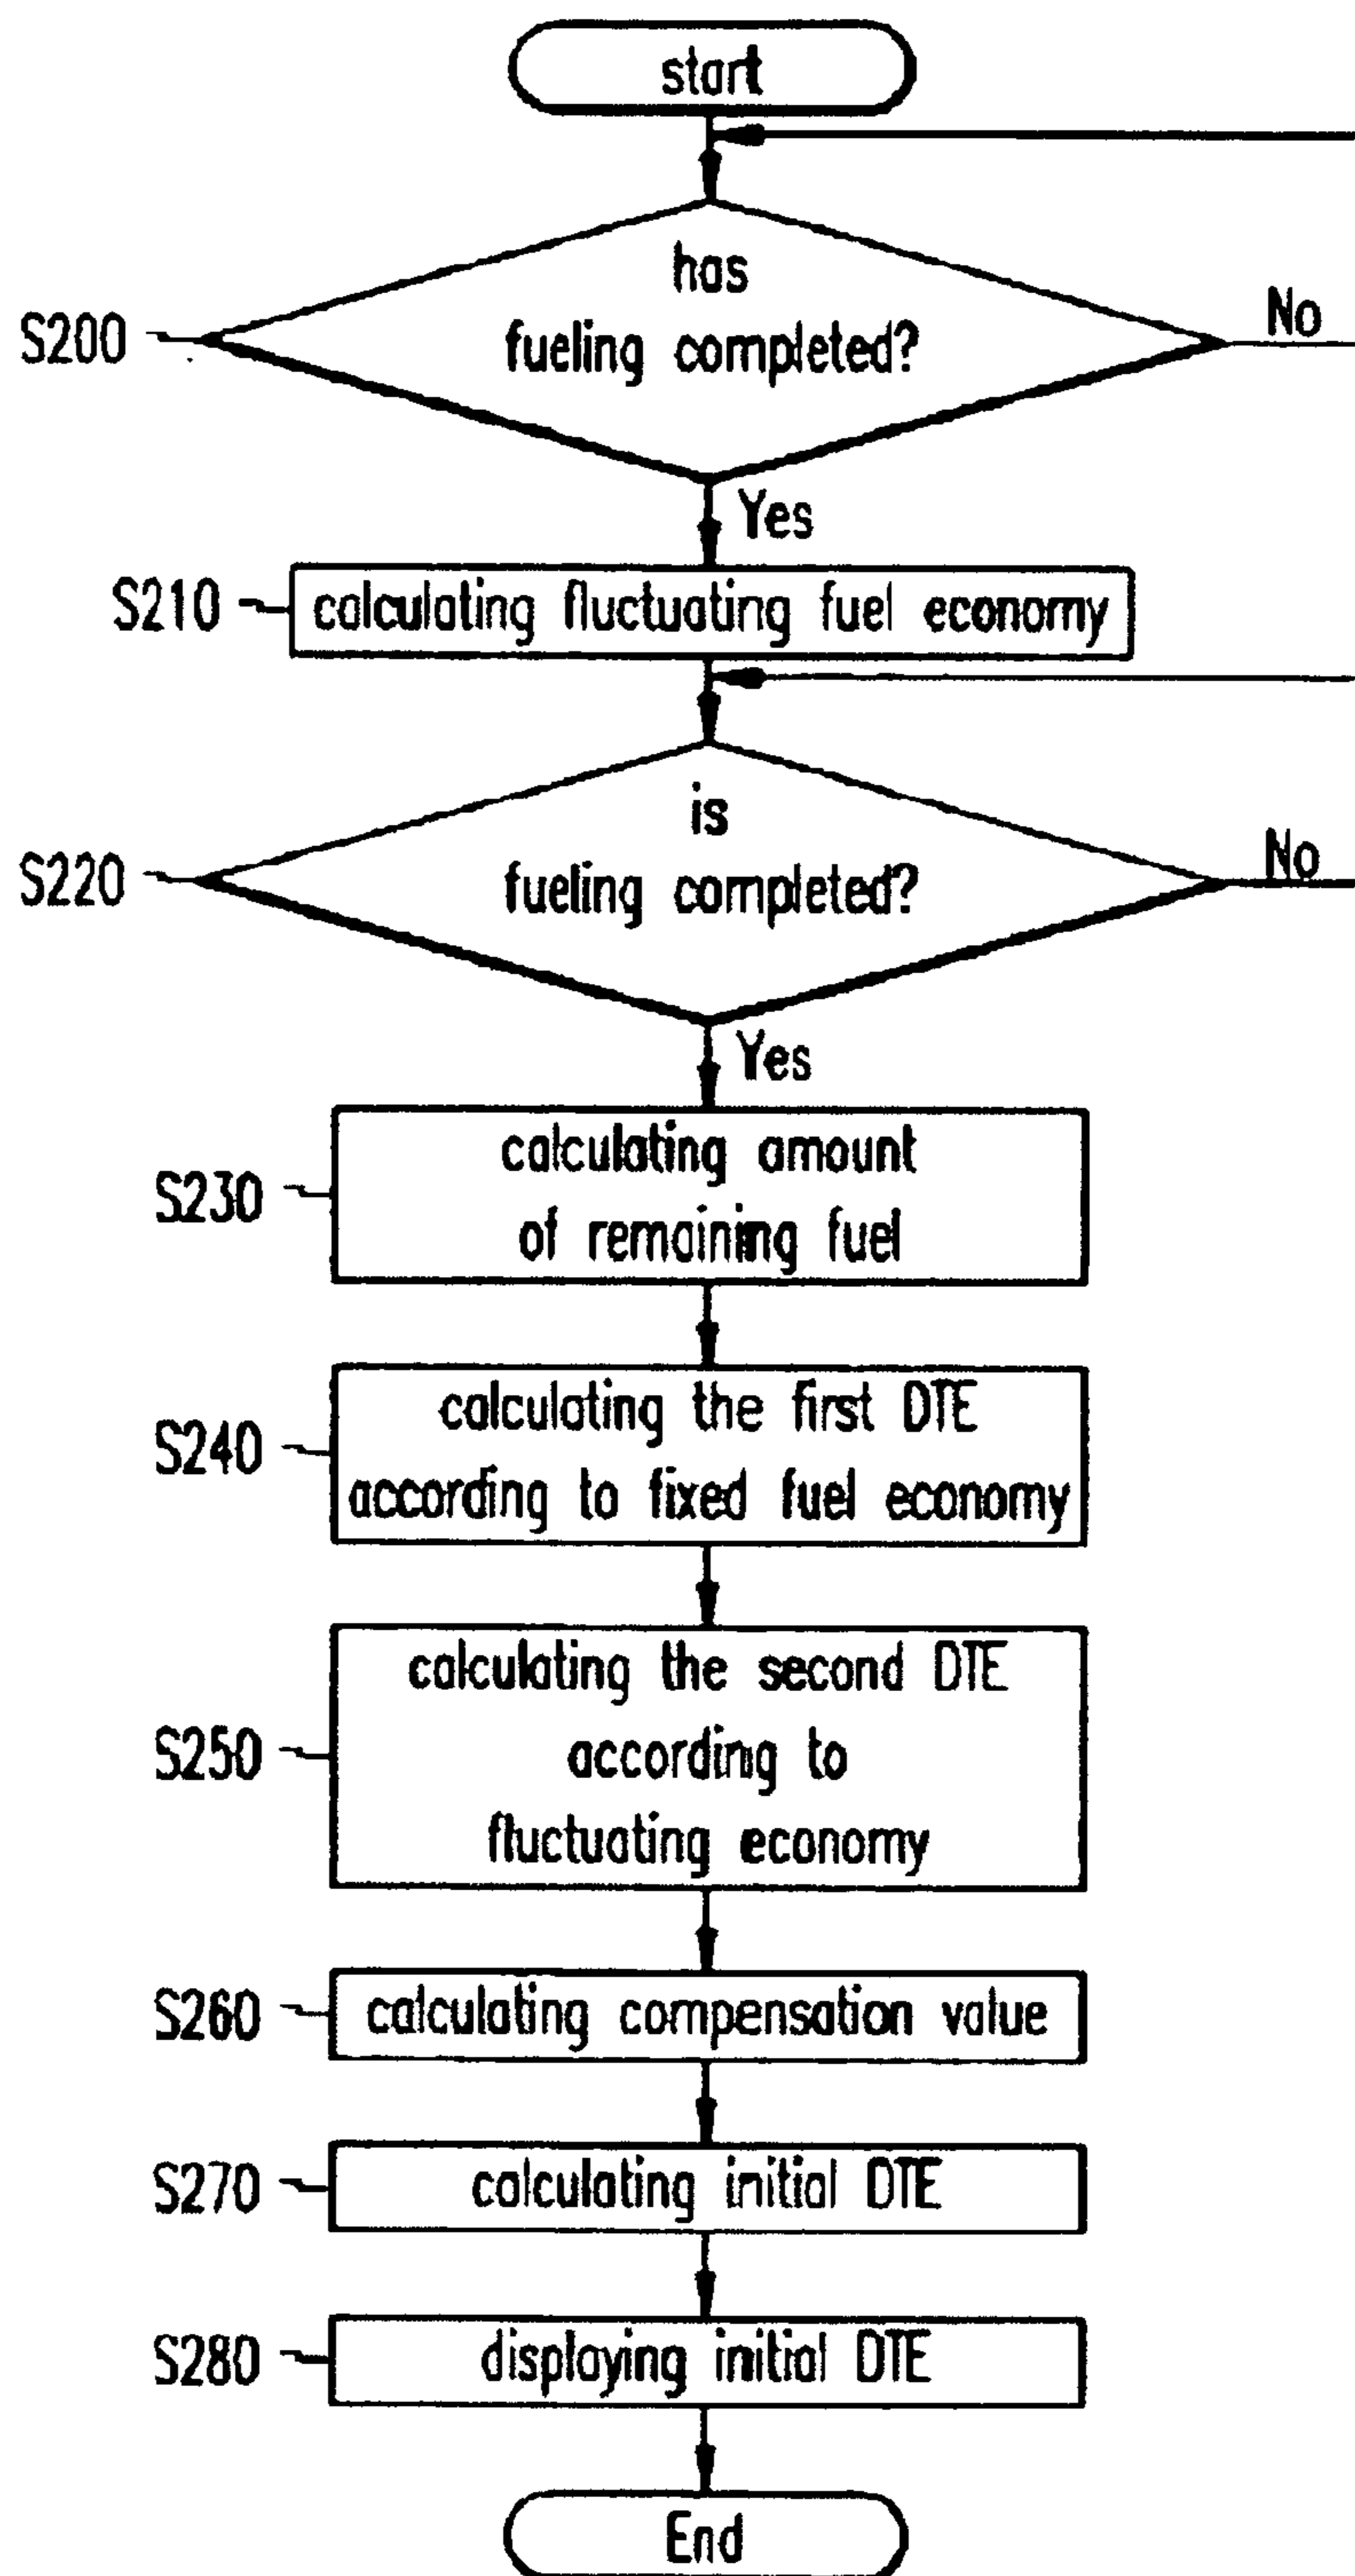 start
has
fueling completed?
S200
No
Yes
S210
calculating fluctuating fuel economy
is
fueling completed?
S220
No
Yes
S230
calculating amount
of remaining fuel
S240
calculating the first DTE
according to fixed fuel economy
S250
calculating the second DTE
according to
fluctuating economy
S260
calculating compensation value
S270
calculating initial DTE
S280
displaying initial DTE
End